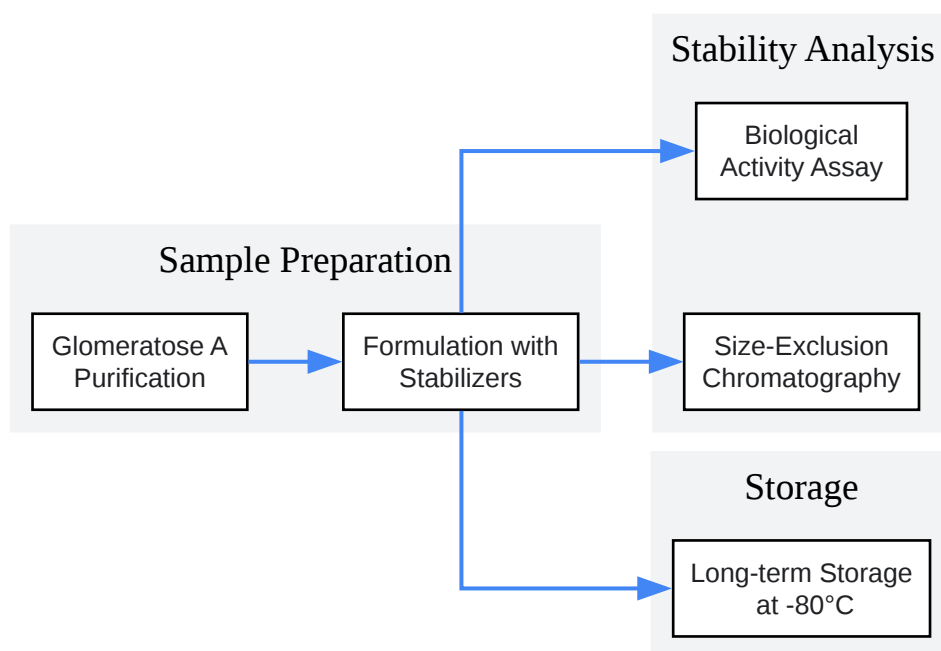 Stability Analysis
Biological
Activity Assay
Sample Preparation
Glomeratose A
Purification
Formulation with
Stabilizers
Size-Exclusion
Chromatography
Storage
Long-term Storage
at -80°C